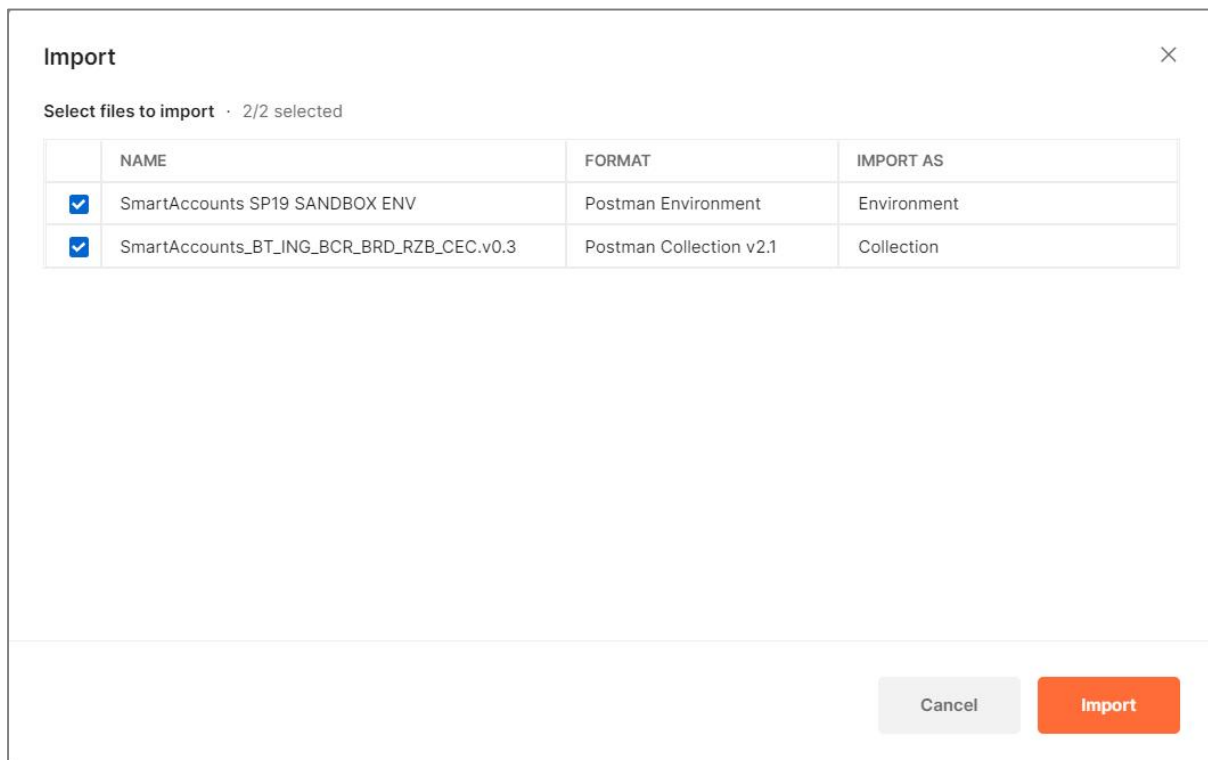 Import
Select files to import · 2/2 selected
NAME FORMAT IMPORT AS
SmartAccounts SP19 SANDBOX ENV Postman Environment Environment
SmartAccounts_BT_ING_BCR_BRD_RZB_CEC.v0.3 Postman Collection v2.1 Collection
Cancel Import